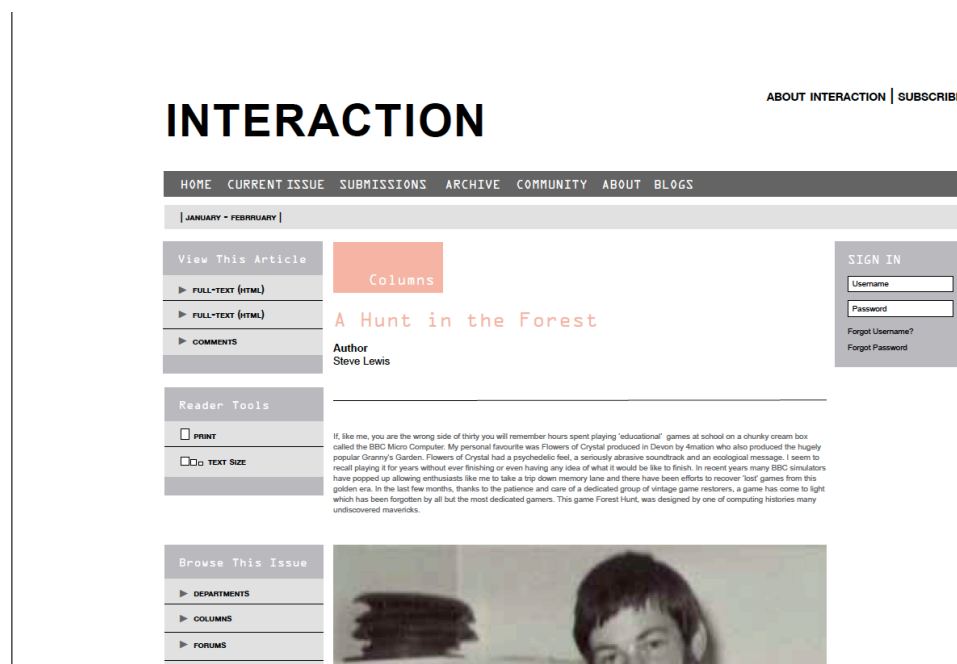 ABOUT INTERACTION | SUBSCRIBE
INTERACTION
HOME CURRENT ISSUE SUBMISSIONS ARCHIVE COMMUNITY ABOUT BLOGS
| JANUARY - FEBRRUARY |
View This Article
FULL-TEXT (HTML)
FULL-TEXT (HTML)
COMMENTS
Reader Tools
PRINT
TEXT SIZE
Browse This Issue
DEPARTMENTS
COLUMNS
FORUMS
Columns
A Hunt in the Forest
Author
Steve Lewis
If, like me, you are the wrong side of thirty you will remember hours spent playing 'educational' games at school on a chunky cream box
called the BBC Micro Computer. My personal favourite was Flowers of Crystal produced in Devon by 4mation who also produced the hugely
popular Granny's Garden. Flowers of Crystal had a psychedelic feel, a seriously abrasive soundtrack and an ecological message. I seem to
recall playing it for years without ever finishing or even having any idea of what it would be like to finish. In recent years many BBC simulators
have popped up allowing enthusiasts like me to take a trip down memory lane and there have been efforts to recover 'lost' games from this
golden era. In the last few months, thanks to the patience and care of a dedicated group of vintage game restorers, a game has come to light
which has been forgotten by all but the most dedicated gamers. This game Forest Hunt, was designed by one of computing histories many
undiscovered mavericks.
SIGN IN
Username
Password
Forgot Username?
Forgot Password